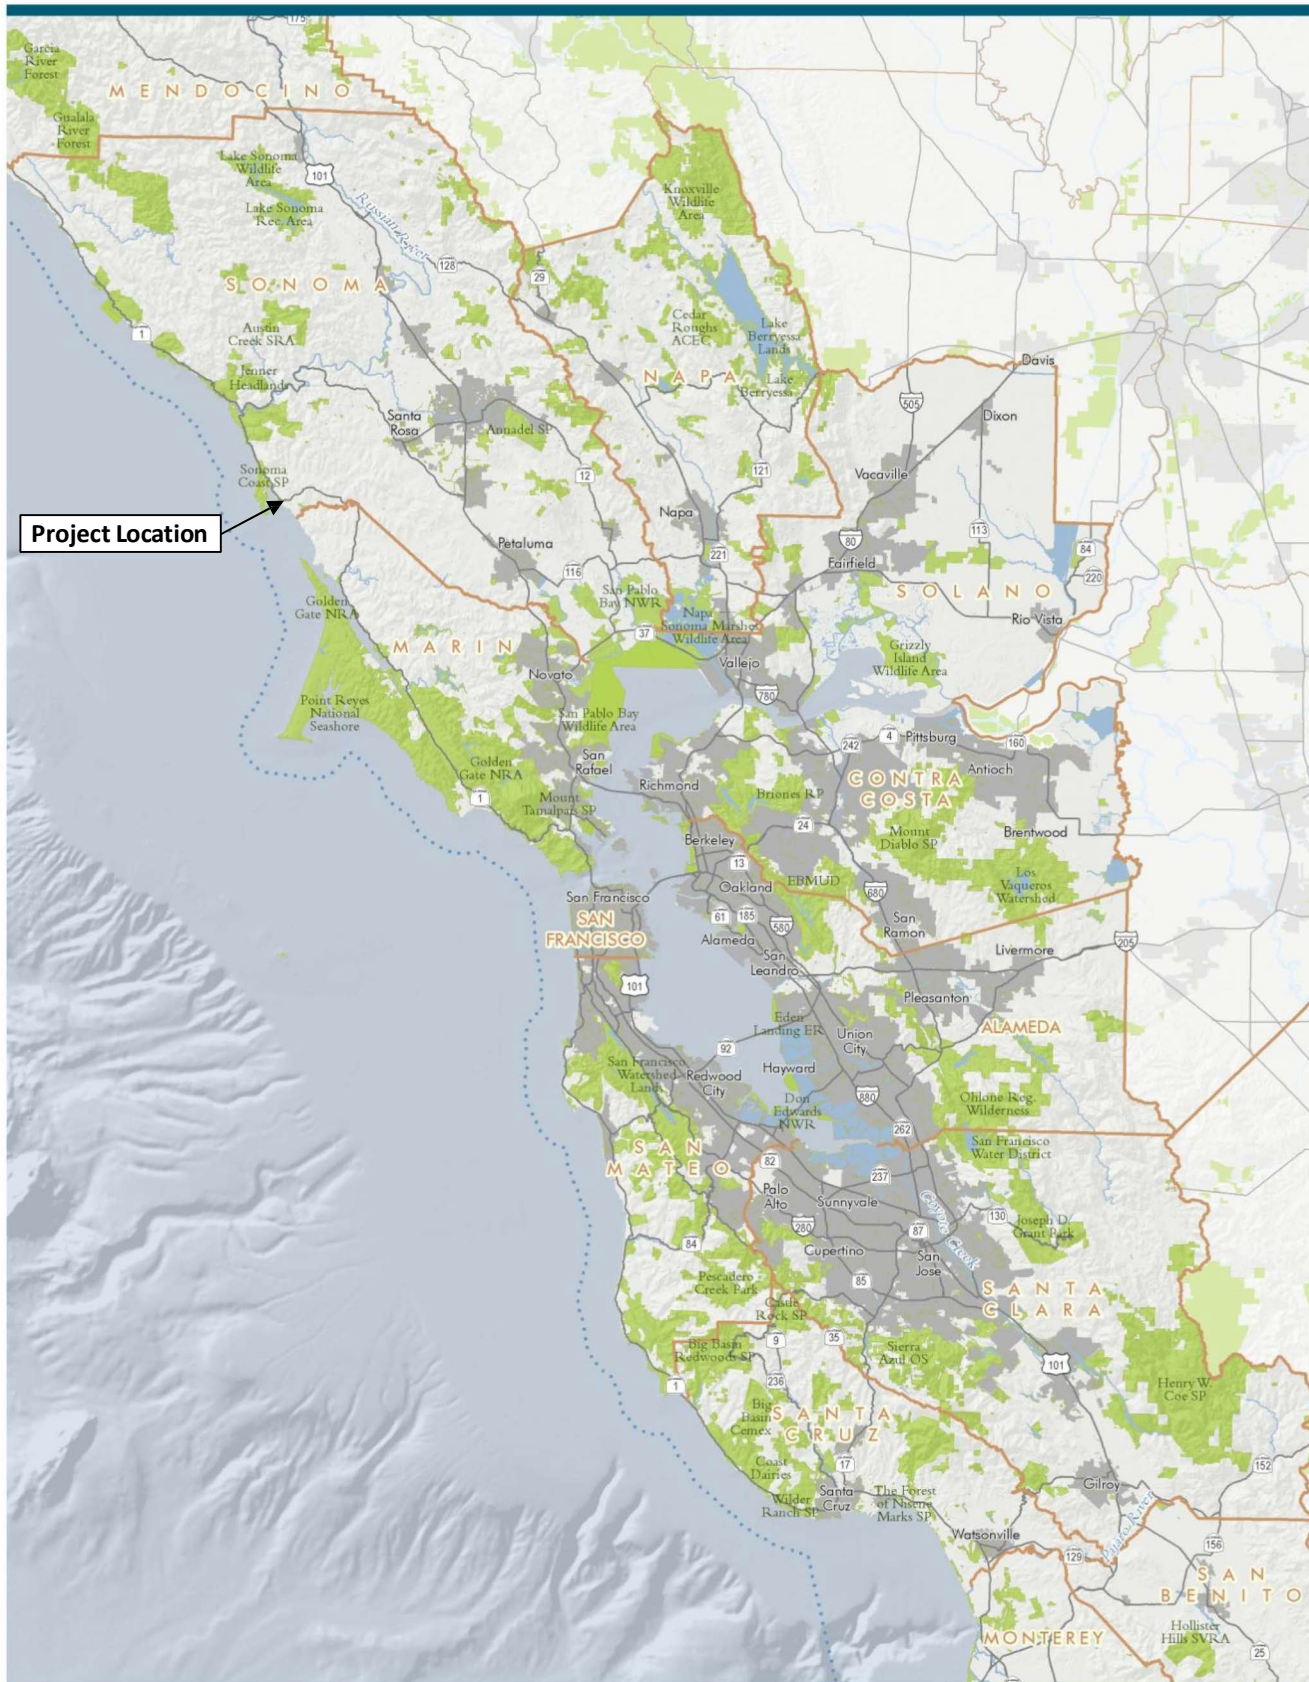 175
Garcia
River
Forest
MENDOCINO
Gualala
River
Forest
Lake Sonoma
Wildlife
Area
101
Lake Sonoma
Rec. Area
Russian River
Knoxville
Wildlife
Area
128
29
SONOMA
1
Austin
Creek SRA
Cedar
Roughs
ACEC
Lake
Berryessa
Lands
Jenner
Headlands
NAPA
Lake
Berryessa
Davis
505
Dixon
Santa
Rosa
Annadel SP
Sonoma
Coast SP
12
121
Vacaville
Project Location
Napa
113
80
Petaluma
221
84
Fairfield
116
220
San Pablo
Bay NWR
SOLANO
Golden
Gate NRA
Napa
Sonoma Marshes
Wildlife Area
Rio Vista
37
MARIN
Grizzly
Island
Wildlife Area
Vallejo
Novato
780
Point Reyes
National
Seashore
San Pablo Bay
Wildlife Area
4
Pittsburg
242
160
San
Rafael
Golden
Gate NRA
Antioch
Richmond
CONTRA
COSTA
Briones RP
1
Mount
Tamalpais SP
24
Mount
Diablo SP
Brentwood
Berkeley
13
Los
Vaqueros
Watershed
EBMUD
Oakland
680
San Francisco
61
185
580
San
Ramon
SAN
FRANCISCO
Alameda
205
Livermore
San
Leandro
101
Pleasanton
Eden
Landing ER
ALAMEDA
Union
City
92
San Francisco
Watershed
Lands
Redwood
City
Hayward
880
Don
Edwards
NWR
Ohlone Reg.
Wilderness
262
San Francisco
Water District
SAN
MATEO
82
237
Palo
Alto
Sunnyvale
Coyote Creek
130
Joseph D.
Grant Park
280
87
84
Cupertino
San
Jose
85
Pescadero
Creek Park
SANTA
CLARA
Castle
Rock SP
9
35
Big Basin
Redwoods SP
Sierra
Azul OS
101
1
236
Henry W.
Coe SP
Big
Basin
Cemex
SANTA
CRUZ
Coast
Dairies
17
152
Gilroy
Wilder
Ranch SP
Santa
Cruz
The Forest
of Nisene
Marks SP
Pajaro River
Watsonville
129
156
SAN
BENITO
MONTEREY
Hollister
Hills SVRA
25